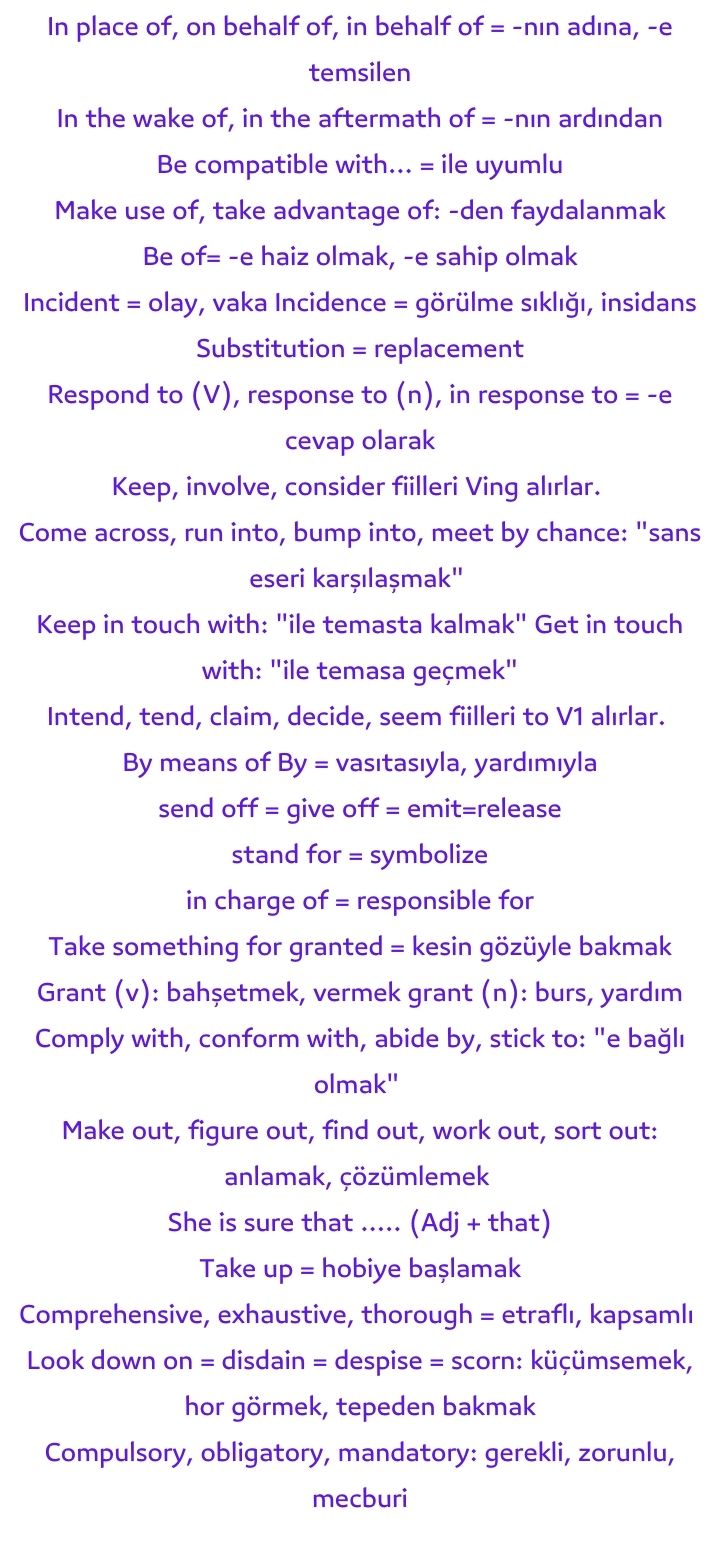 In place of, on behalf of, in behalf of = -nın adına, -e
temsilen
In the wake of, in the aftermath of = -nın ardından
Be compatible with... = ile uyumlu
Make use of, take advantage of: -den faydalanmak
Be of= -e haiz olmak, -e sahip olmak
Incident = olay, vaka Incidence = görülme sıklığı, insidans
Substitution = replacement
Respond to (V), response to (n), in response to = -e
cevap olarak
Keep, involve, consider fiilleri Ving alırlar.
Come across, run into, bump into, meet by chance: "sans
eseri karşılaşmak"
Keep in touch with: "ile temasta kalmak" Get in touch
with: "ile temasa geçmek"
Intend, tend, claim, decide, seem fiilleri to V1 alırlar.
By means of By = vasıtasıyla, yardımıyla
send off = give off = emit=release
stand for = symbolize
in charge of = responsible for
Take something for granted = kesin gözüyle bakmak
Grant (v): bahşetmek, vermek grant (n): burs, yardım
Comply with, conform with, abide by, stick to: "e bağlı
olmak"
Make out, figure out, find out, work out, sort out:
anlamak, çözümlemek
She is sure that ..... (Adj + that)
Take up = hobiye başlamak
Comprehensive, exhaustive, thorough = etraflı, kapsamlı
Look down on = disdain = despise = scorn: küçümsemek,
hor görmek, tepeden bakmak
Compulsory, obligatory, mandatory: gerekli, zorunlu,
mecburi